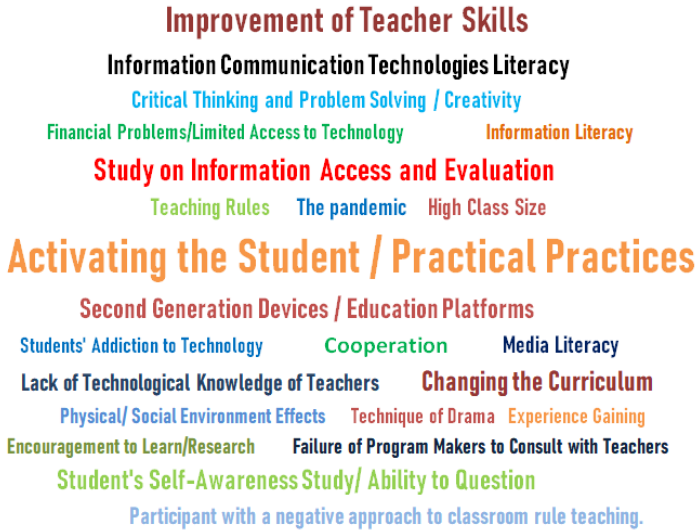 Improvement of Teacher Skills
Information Communication Technologies Literacy
Critical Thinking and Problem Solving / Creativity
Financial Problems/Limited Access to Technology Information Literacy
Study on Information Access and Evaluation
Teaching Rules The pandemic High Class Size
Activating the Student / Practical Practices
Second Generation Devices / Education Platforms
Students' Addiction to Technology Cooperation Media Literacy
Lack of Technological Knowledge of Teachers Changing the Curriculum
Physical/ Social Environment Effects Technique of Drama Experience Gaining
Encouragement to Learn/Research Failure of Program Makers to Consult with Teachers
Student's Self-Awareness Study/ Ability to Question
Participant with a negative approach to classroom rule teaching.